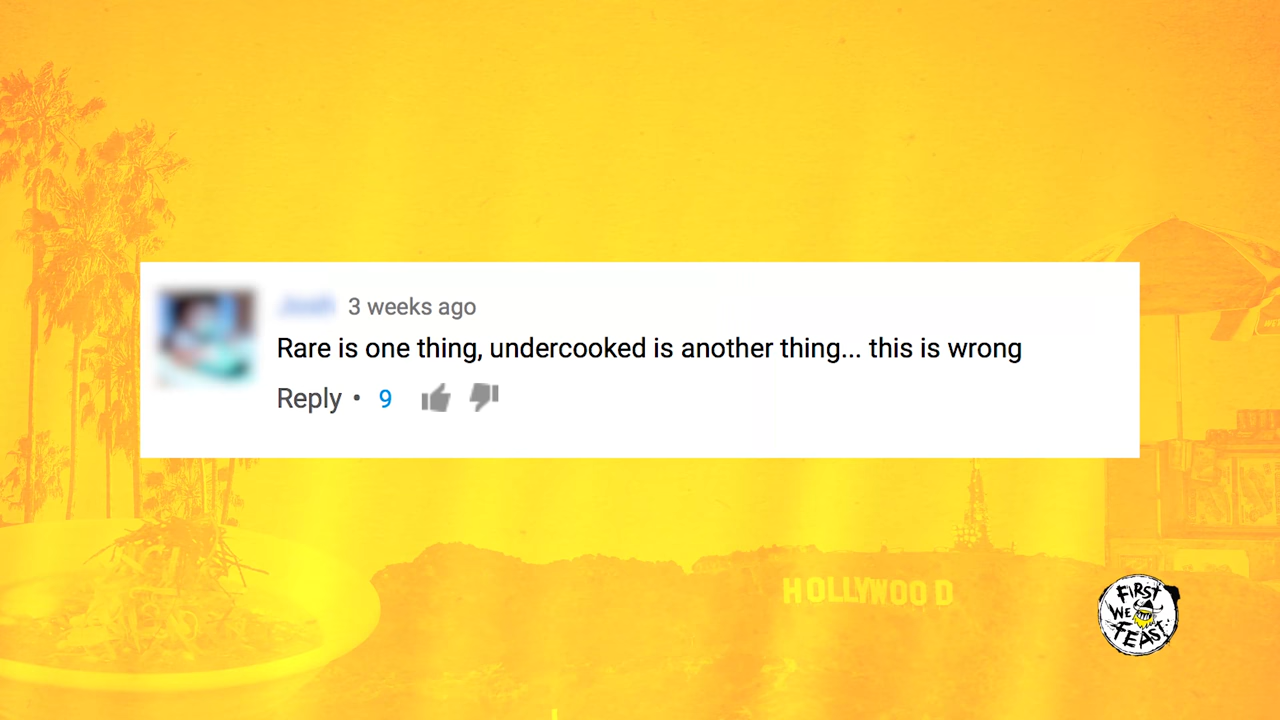 3 weeks ago
Rare is one thing, undercooked is another thing... this is wrong
Reply • 9
HOLLYWOOD
FIRST
WE
FEAST